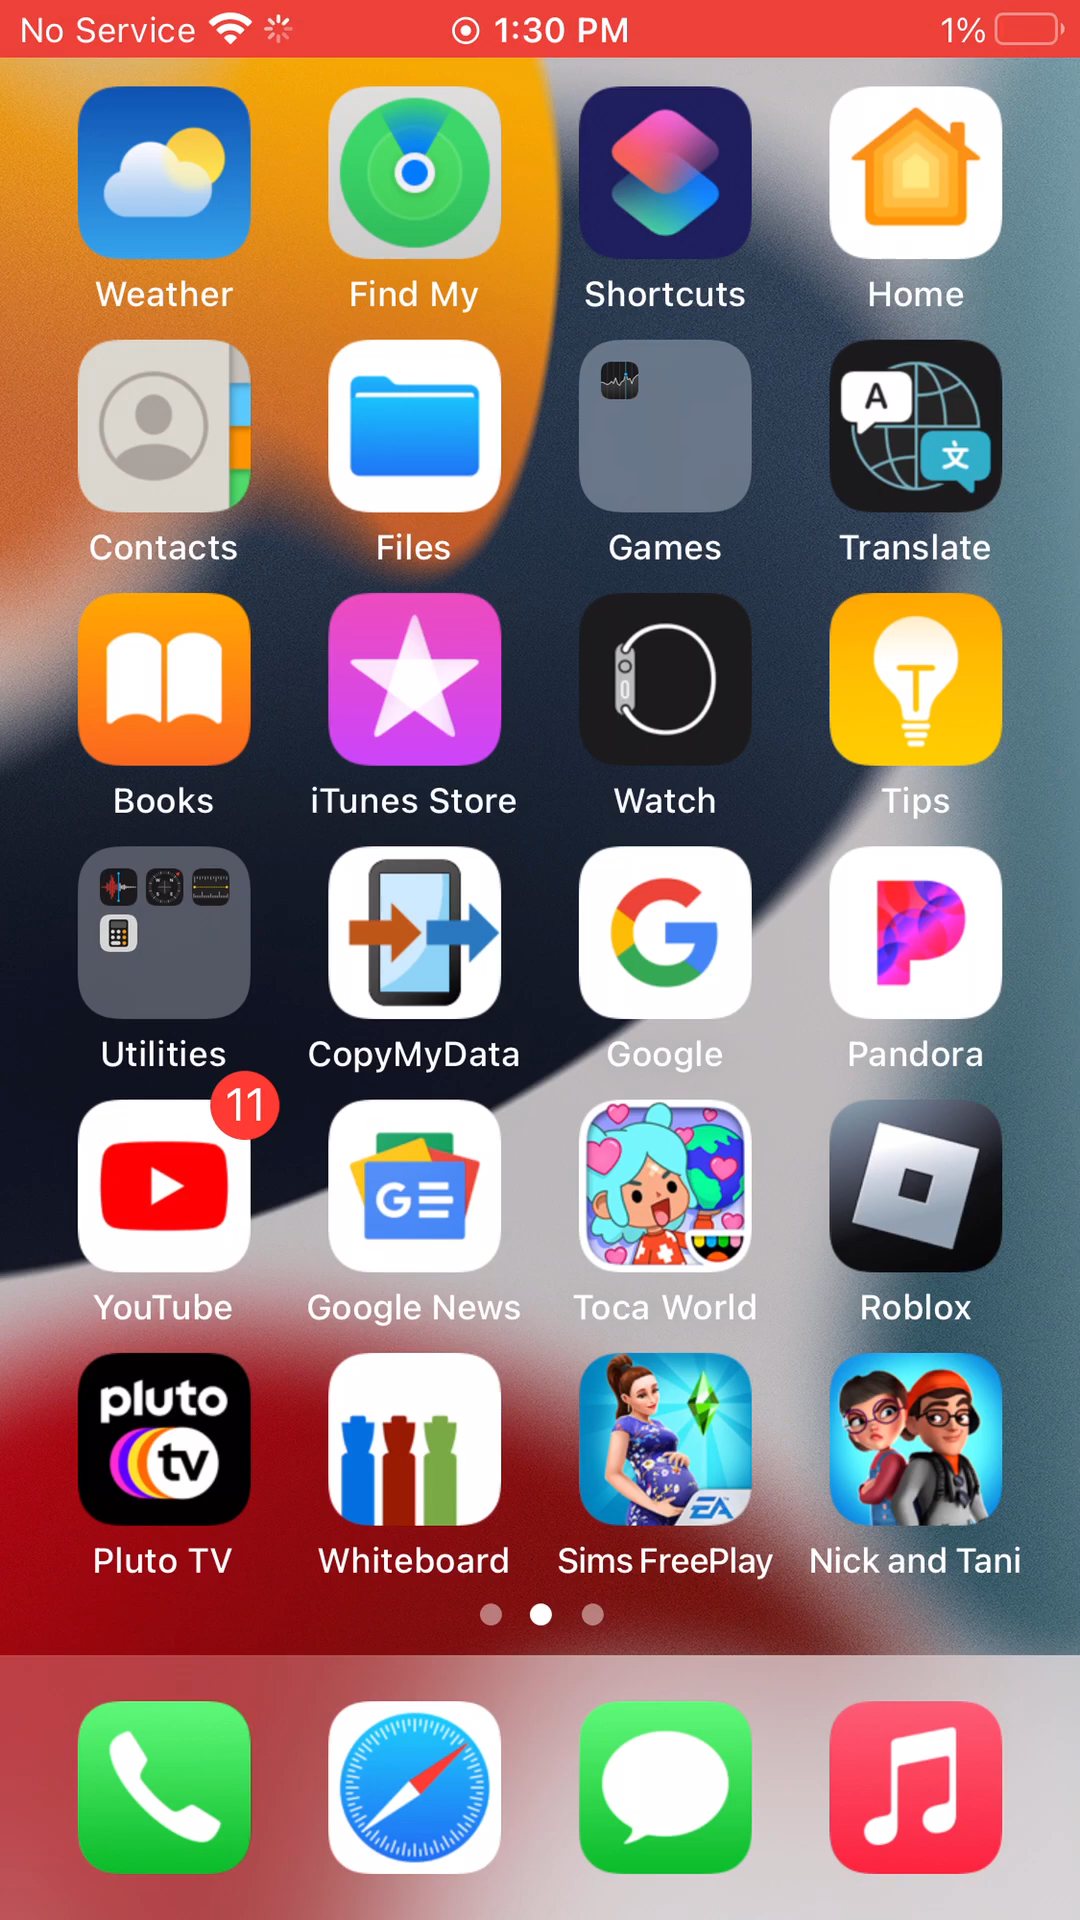 No Service 1:30 PM 1%
Weather Find My Shortcuts Home
A 文
Contacts Files Games Translate
Books iTunes Store Watch Tips
G P
Utilities CopyMyData Google Pandora
11
G
YouTube Google News Toca World Roblox
pluto
tv
EA
Pluto TV Whiteboard Sims FreePlay Nick and Tani